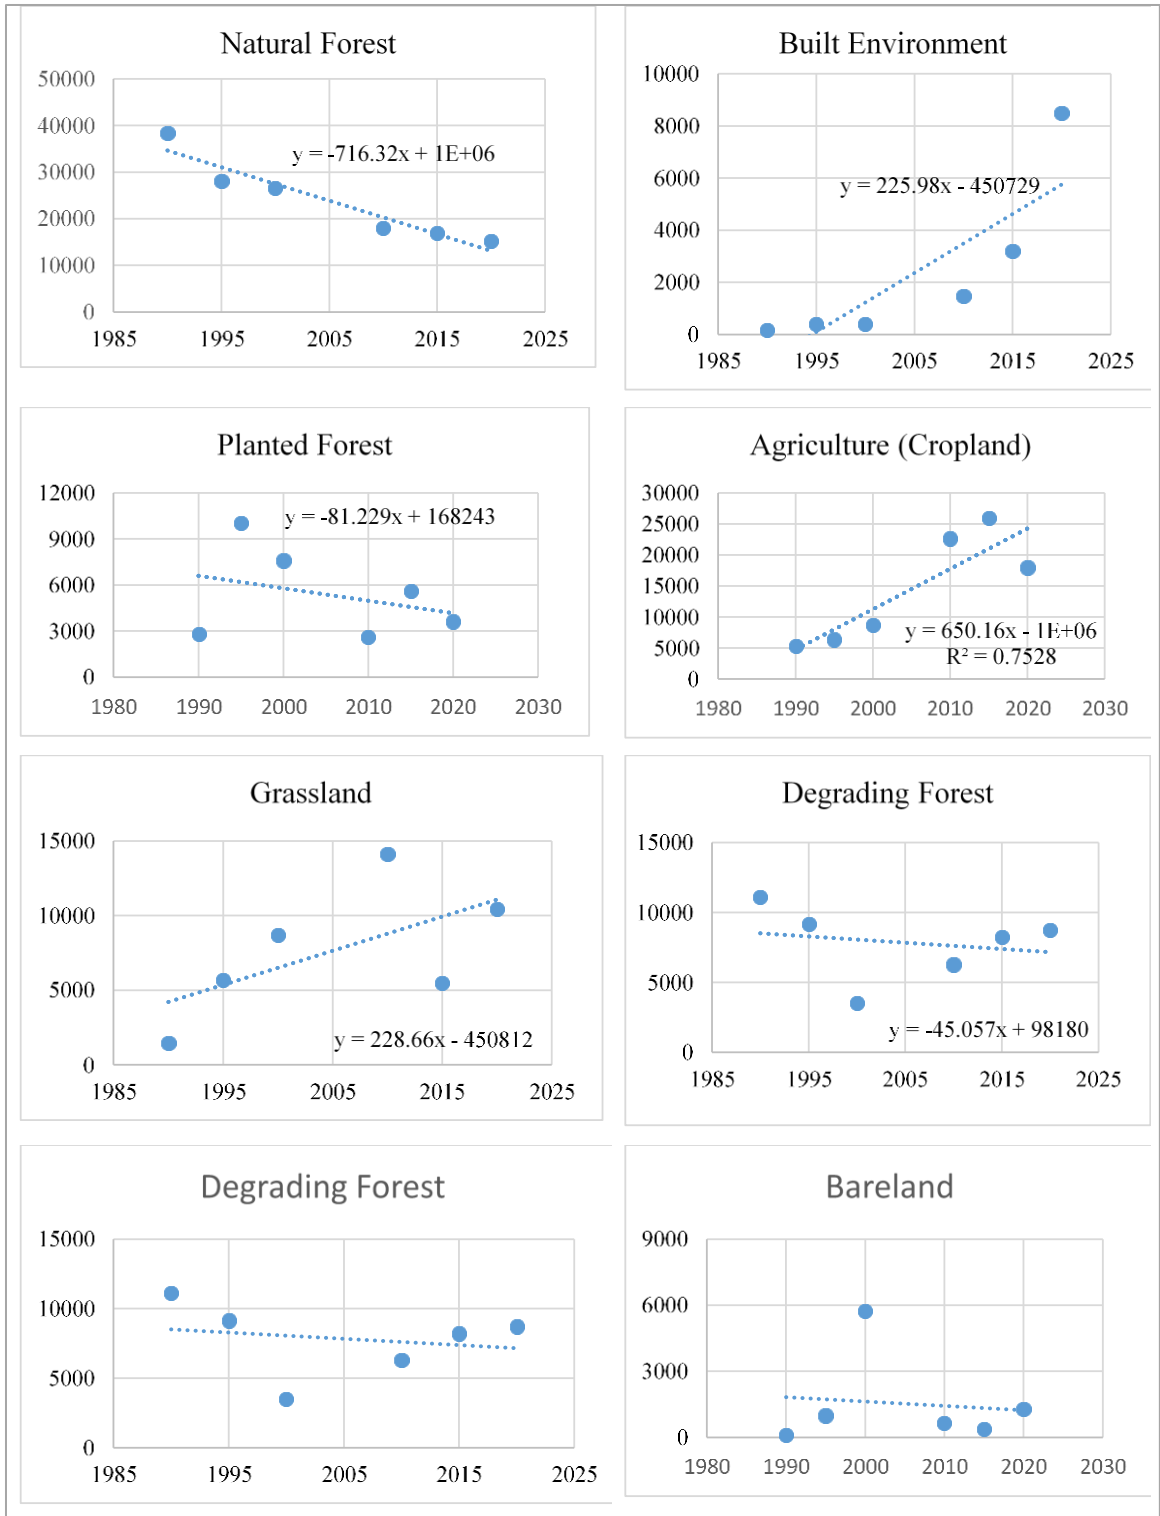 Natural Forest
50000
40000
30000
20000
10000
0
y = -716.32x + 1E+06
1985 1995 2005 2015 2025
Built Environment
10000
8000
6000
4000
2000
0
y = 225.98x - 450729
1985 1995 2005 2015 2025
Planted Forest
12000
9000
6000
3000
0
y = -81.229x + 168243
1980 1990 2000 2010 2020 2030
Agriculture (Cropland)
30000
25000
20000
15000
10000
5000
0
y = 650.16x - 1E+06
R² = 0.7528
1980 1990 2000 2010 2020 2030
Grassland
15000
10000
5000
0
y = 228.66x - 450812
1985 1995 2005 2015 2025
Degrading Forest
15000
10000
5000
0
y = -45.057x + 98180
1985 1995 2005 2015 2025
Degrading Forest
15000
10000
5000
0
1985 1995 2005 2015 2025
Bareland
9000
6000
3000
0
1980 1990 2000 2010 2020 2030